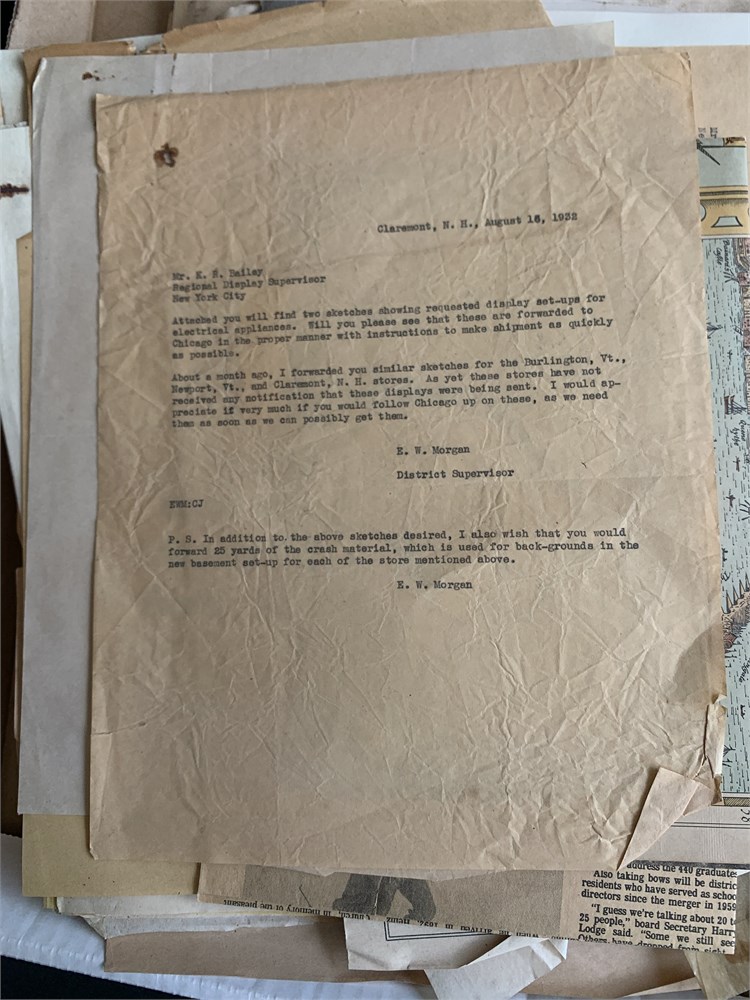 Claremont, N. H., August 16, 1932
Mr. E. R. Bailey
Regional Display Supervisor
New York City
Attached you will find two sketches showing requested display set-ups for
electrical appliances. Will you please see that these are forwarded to
Chicago in the proper manner with instructions to make shipment as quickly
as possible.
About a month ago, I forwarded you similar sketches for the Burlington, Vt.,
Newport, Vt., and Claremont, N. H. stores. As yet these stores have not
received any notification that these displays were being sent. I would ap-
preciate if very much if you would follow Chicago up on these, as we need
them as soon as we can possibly get them.
E. W. Morgan
District Supervisor
EWM:CJ
P. S. In addition to the above sketches desired, I also wish that you would
forward 25 yards of the crash material, which is used for back-grounds in the
new basement set-up for each of the store mentioned above.
E. W. Morgan
address the 440 graduates
Also taking bows will be distric
residents who have served as schoo
directors since the merger in 1959
"I guess we're talking about 20 t
25 people," board Secretary Harr
Lodge said. "Some we still see
Others have dropped from sight